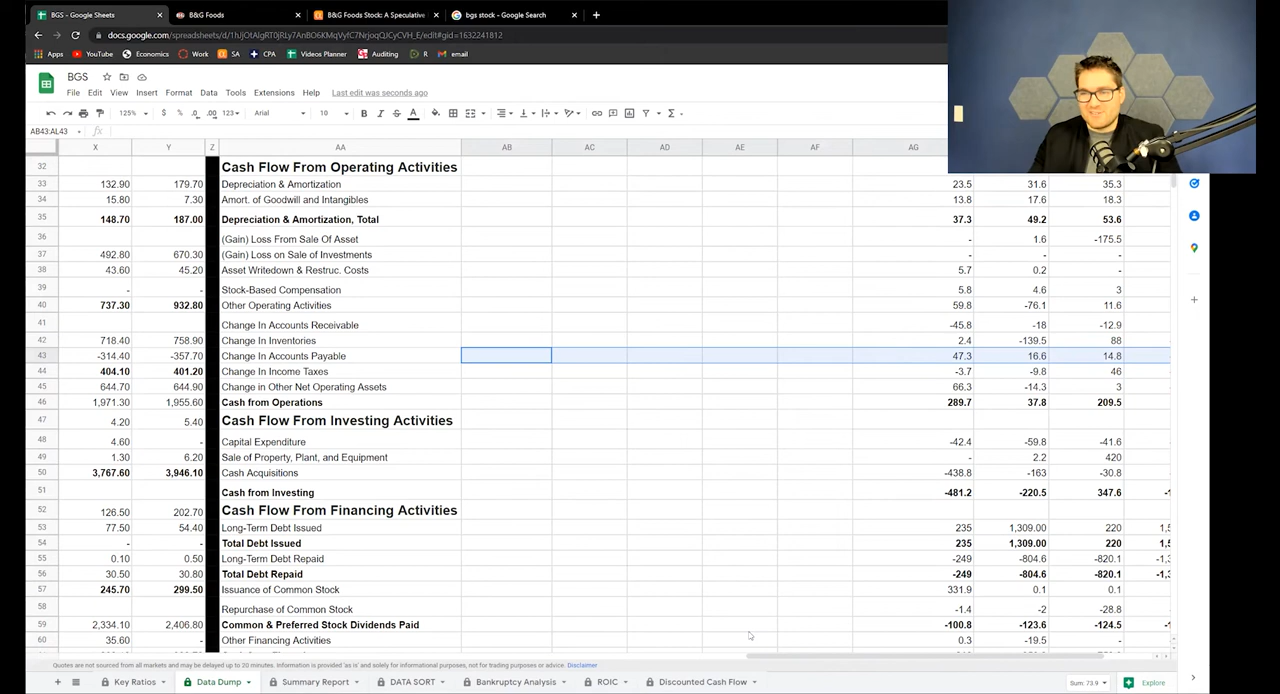 BGS - Google Sheets × B&G Foods × B&G Foods Stock: A Speculative × bgs stock - Google Search × +
docs.google.com/spreadsheets/d/
Apps YouTube Economics Work SA CPA Videos Planner Auditing R email
BGS
File Edit View Insert Format Data Tools Extensions Help Last edit was seconds ago
125% $ % .0 .00 123 Arial 10 B I S A
AB43:AL43 fx
X Y Z AA AB AC AD AE AF AG
32 Cash Flow From Operating Activities
33 132.90 179.70 Depreciation & Amortization 23.5 31.6 35.3
34 15.80 7.30 Amort. of Goodwill and Intangibles 13.8 17.6 18.3
35 148.70 187.00 Depreciation & Amortization, Total 37.3 49.2 53.6
36 (Gain) Loss From Sale Of Asset - 1.6 -175.5
37 492.80 670.30 (Gain) Loss on Sale of Investments - - -
38 43.60 45.20 Asset Writedown & Restruc. Costs 5.7 0.2 -
39 - - Stock-Based Compensation 5.8 4.6 3
40 737.30 932.80 Other Operating Activities 59.8 -76.1 11.6
41 Change In Accounts Receivable -45.8 -18 -12.9
42 718.40 758.90 Change In Inventories 2.4 -139.5 88
43 -314.40 -357.70 Change In Accounts Payable 47.3 16.6 14.8
44 404.10 401.20 Change In Income Taxes -3.7 -9.8 46
45 644.70 644.90 Change in Other Net Operating Assets 66.3 -14.3 3
46 1,971.30 1,955.60 Cash from Operations 289.7 37.8 209.5
47 4.20 5.40 Cash Flow From Investing Activities
48 4.60 - Capital Expenditure -42.4 -59.8 -41.6
49 1.30 6.20 Sale of Property, Plant, and Equipment - 2.2 420
50 3,767.60 3,946.10 Cash Acquisitions -438.8 -163 -30.8
51 Cash from Investing -481.2 -220.5 347.6 -1
52 126.50 202.70 Cash Flow From Financing Activities
53 77.50 54.40 Long-Term Debt Issued 235 1,309.00 220 1,5
54 - - Total Debt Issued 235 1,309.00 220 1,5
55 0.10 0.50 Long-Term Debt Repaid -249 -804.6 -820.1 -1,3
56 30.50 30.80 Total Debt Repaid -249 -804.6 -820.1 -1,3
57 245.70 299.50 Issuance of Common Stock 331.9 0.1 0.1
58 Repurchase of Common Stock -1.4 -2 -28.8
59 2,334.10 2,406.80 Common & Preferred Stock Dividends Paid -100.8 -123.6 -124.5 -1
60 35.60 - Other Financing Activities 0.3 -19.5 -
Quotes are not sourced from all markets and may be delayed up to 20 minutes. Information is provided 'as is' and solely for informational purposes, not for trading purposes or advice. Disclaimer
+ Key Ratios Data Dump Summary Report DATA SORT Bankruptcy Analysis ROIC Discounted Cash Flow Sum: 73.9 Explore